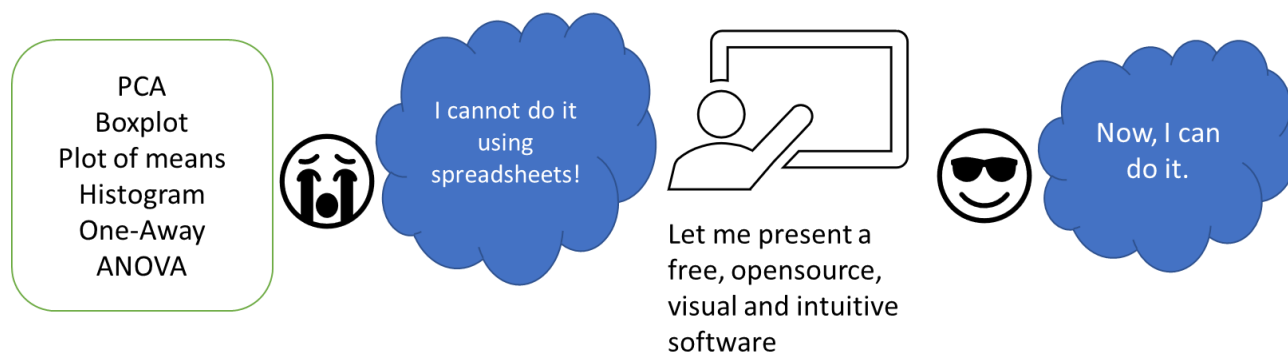 PCA
Boxplot
Plot of means
Histogram
One-Away
ANOVA
I cannot do it
using
spreadsheets!
Let me present a
free, opensource,
visual and intuitive
software
Now, I can
do it.